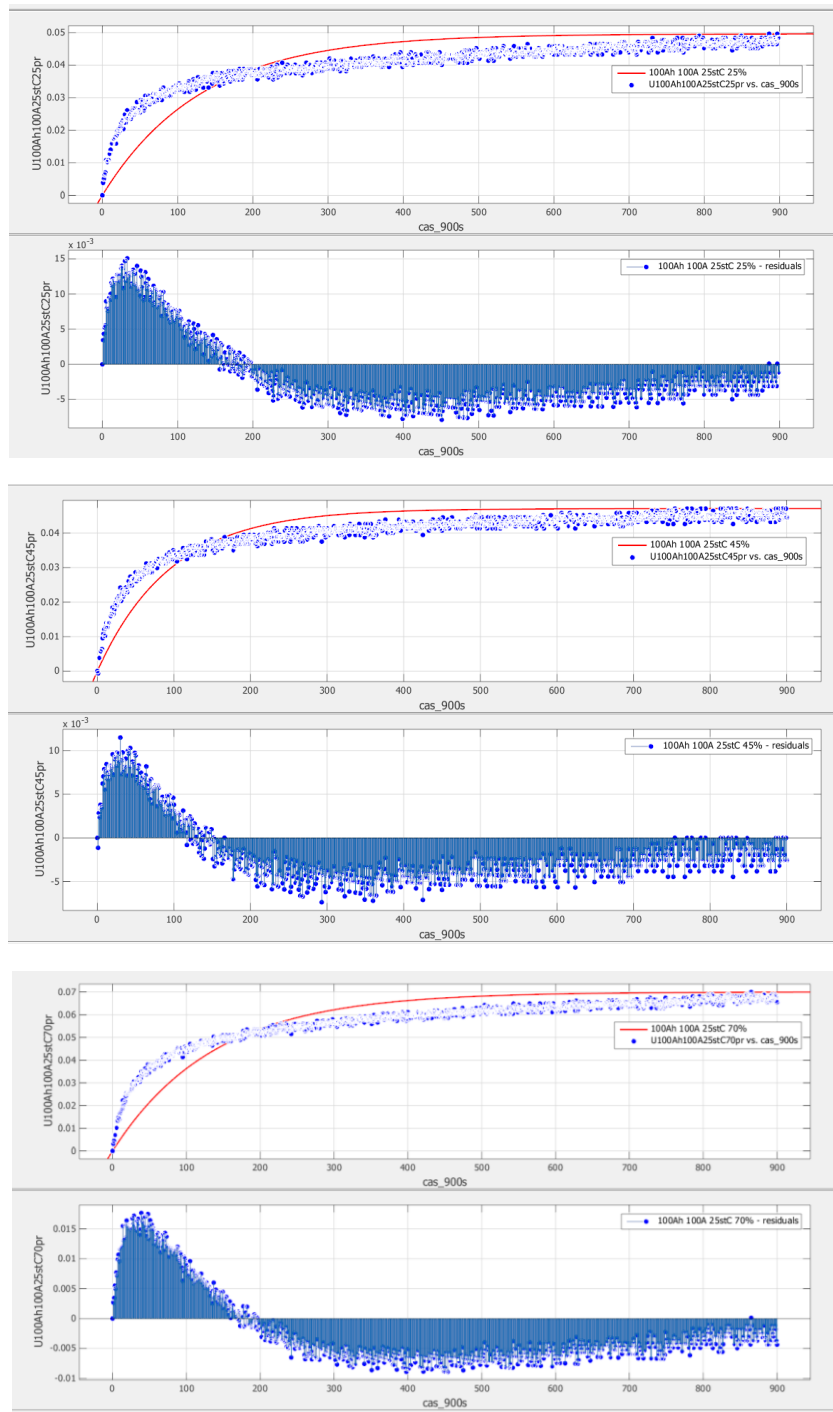 U100Ah100A25stC25pr
0.05
0.04
0.03
0.02
0.01
0
100Ah 100A 25stC 25%
U100Ah100A25stC25pr vs. cas_900s
0 100 200 300 400 500 600 700 800 900
cas_900s
U100Ah100A25stC25pr
x 10⁻³
15
10
5
0
-5
100Ah 100A 25stC 25% - residuals
0 100 200 300 400 500 600 700 800 900
cas_900s
U100Ah100A25stC45pr
0.04
0.03
0.02
0.01
0
100Ah 100A 25stC 45%
U100Ah100A25stC45pr vs. cas_900s
0 100 200 300 400 500 600 700 800 900
cas_900s
U100Ah100A25stC45pr
x 10⁻³
10
5
0
-5
100Ah 100A 25stC 45% - residuals
0 100 200 300 400 500 600 700 800 900
cas_900s
U100Ah100A25stC70pr
0.07
0.06
0.05
0.04
0.03
0.02
0.01
0
100Ah 100A 25stC 70%
U100Ah100A25stC70pr vs. cas_900s
0 100 200 300 400 500 600 700 800 900
cas_900s
U100Ah100A25stC70pr
0.015
0.01
0.005
0
-0.005
-0.01
100Ah 100A 25stC 70% - residuals
0 100 200 300 400 500 600 700 800 900
cas_900s